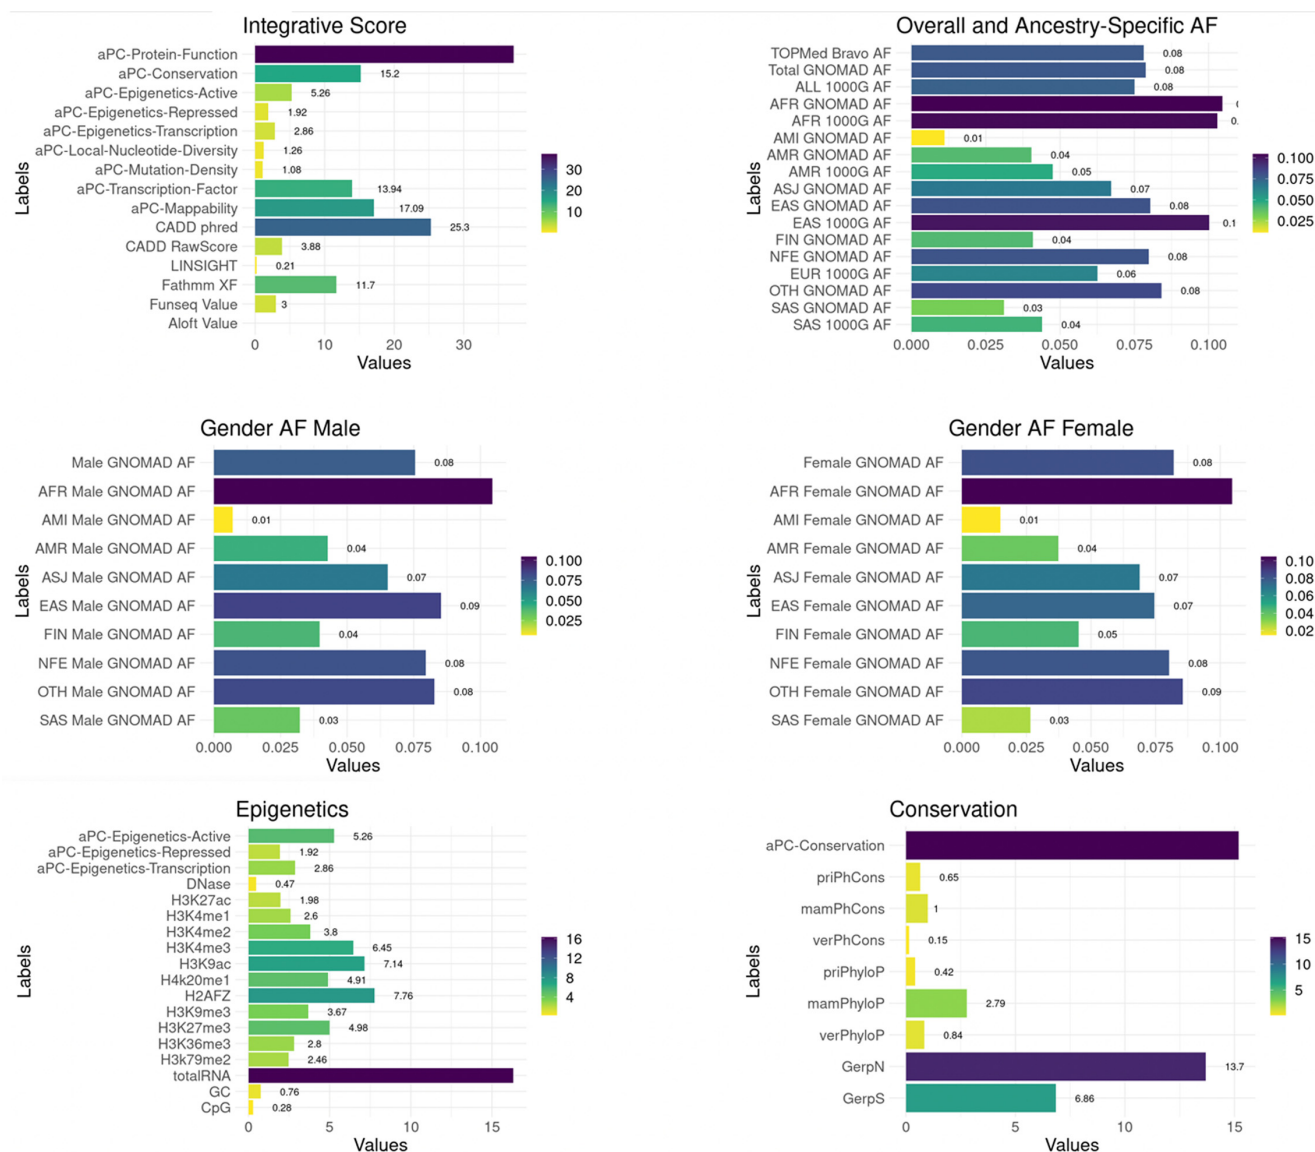 Integrative Score
Labels
aPC-Protein-Function
aPC-Conservation 15.2
aPC-Epigenetics-Active 5.26
aPC-Epigenetics-Repressed 1.92
aPC-Epigenetics-Transcription 2.86
aPC-Local-Nucleotide-Diversity 1.26
aPC-Mutation-Density 1.08
aPC-Transcription-Factor 13.94
aPC-Mappability 17.09
CADD phred 25.3
CADD RawScore 3.88
LINSIGHT 0.21
Fathmm XF 11.7
Funseq Value 3
Aloft Value
0 10 20 30
Values
30
20
10
Overall and Ancestry-Specific AF
Labels
TOPMed Bravo AF 0.08
Total GNOMAD AF 0.08
ALL 1000G AF 0.08
AFR GNOMAD AF
AFR 1000G AF 0.
AMI GNOMAD AF 0.01
AMR GNOMAD AF 0.04
AMR 1000G AF 0.05
ASJ GNOMAD AF 0.07
EAS GNOMAD AF 0.08
EAS 1000G AF 0.1
FIN GNOMAD AF 0.04
NFE GNOMAD AF 0.08
EUR 1000G AF 0.06
OTH GNOMAD AF 0.08
SAS GNOMAD AF 0.03
SAS 1000G AF 0.04
0.000 0.025 0.050 0.075 0.100
Values
0.100
0.075
0.050
0.025
Gender AF Male
Labels
Male GNOMAD AF 0.08
AFR Male GNOMAD AF
AMI Male GNOMAD AF 0.01
AMR Male GNOMAD AF 0.04
ASJ Male GNOMAD AF 0.07
EAS Male GNOMAD AF 0.09
FIN Male GNOMAD AF 0.04
NFE Male GNOMAD AF 0.08
OTH Male GNOMAD AF 0.08
SAS Male GNOMAD AF 0.03
0.000 0.025 0.050 0.075 0.100
Values
0.100
0.075
0.050
0.025
Gender AF Female
Labels
Female GNOMAD AF 0.08
AFR Female GNOMAD AF
AMI Female GNOMAD AF 0.01
AMR Female GNOMAD AF 0.04
ASJ Female GNOMAD AF 0.07
EAS Female GNOMAD AF 0.07
FIN Female GNOMAD AF 0.05
NFE Female GNOMAD AF 0.08
OTH Female GNOMAD AF 0.09
SAS Female GNOMAD AF 0.03
0.000 0.025 0.050 0.075 0.100
Values
0.10
0.08
0.06
0.04
0.02
Epigenetics
Labels
aPC-Epigenetics-Active 5.26
aPC-Epigenetics-Repressed 1.92
aPC-Epigenetics-Transcription 2.86
DNase 0.47
H3K27ac 1.98
H3K4me1 2.6
H3K4me2 3.8
H3K4me3 6.45
H3K9ac 7.14
H4k20me1 4.91
H2AFZ 7.76
H3K9me3 3.67
H3K27me3 4.98
H3K36me3 2.8
H3k79me2 2.46
totalRNA
GC 0.76
CpG 0.28
0 5 10 15
Values
16
12
8
4
Conservation
Labels
aPC-Conservation
priPhCons 0.65
mamPhCons 1
verPhCons 0.15
priPhyloP 0.42
mamPhyloP 2.79
verPhyloP 0.84
GerpN 13.7
GerpS 6.86
0 5 10 15
Values
15
10
5